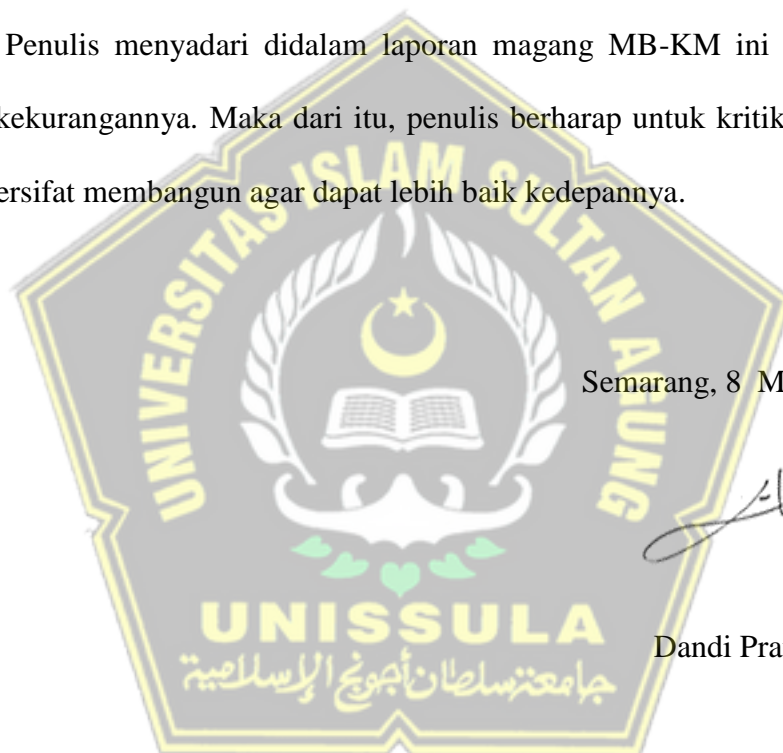 Penulis menyadari didalam laporan magang MB-KM ini
kekurangannya. Maka dari itu, penulis berharap untuk kritik
ersifat membangun agar dapat lebih baik kedepannya.
UNIVERSITAS ISLAM SULTAN AGUNG
Semarang, 8 M
UNISSULA
جامعة سلطان أجونج الإسلامية
Dandi Pra